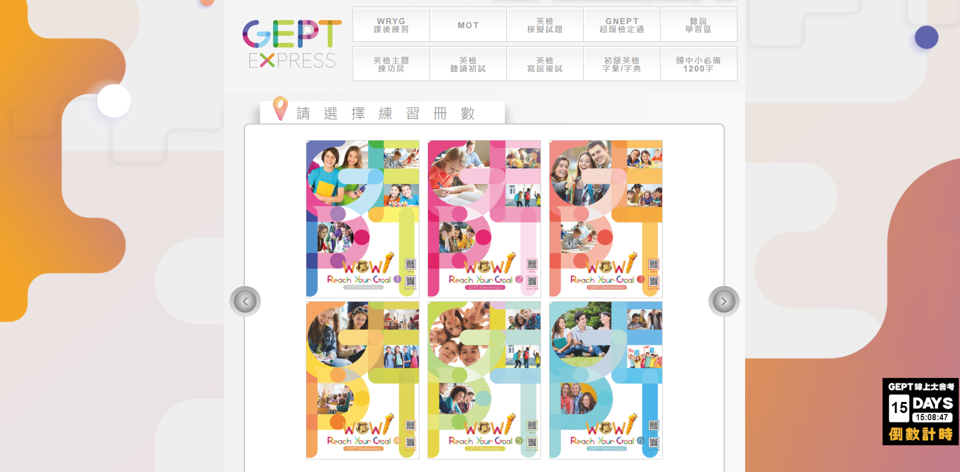 GEPT
EXPRESS
WRYG
課後練習
MOT
英檢
模擬試題
GNEPT
超級檢定通
聽說
學習區
英檢主題
練功房
英檢
聽讀初試
英檢
寫說複試
初級英檢
字彙/字典
國中小必備
1200字
請選擇練習冊數
WOW!
Reach Your Goal 1
WOW!
Reach Your Goal 2
WOW!
Reach Your Goal 3
WOW!
Reach Your Goal 4
WOW!
Reach Your Goal 5
WOW!
Reach Your Goal 6
GEPT線上大會考
15 DAYS
15:08:47
倒數計時